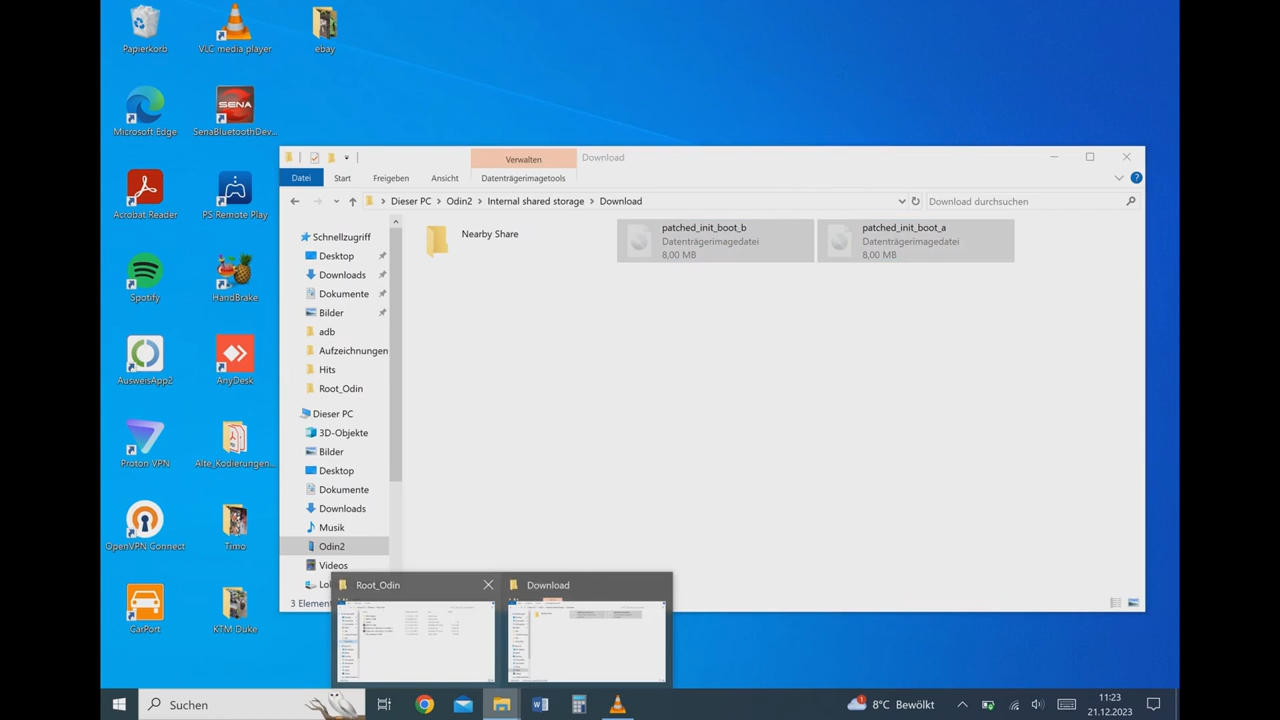 Papierkorb
VLC media player
ebay
Microsoft Edge
SENA
SenaBluetoothDev...
Acrobat Reader
PS Remote Play
Spotify
HandBrake
AusweisApp2
AnyDesk
Proton VPN
Alte_Kodierungen...
OpenVPN Connect
Timo
CarPort
KTM-Duke
Verwalten
Download
Datei
Start
Freigeben
Ansicht
Datenträgerimagetools
Dieser PC > Odin2 > Internal shared storage > Download
Download durchsuchen
Schnellzugriff
Desktop
Downloads
Dokumente
Bilder
adb
Aufzeichnungen
Hits
Root_Odin
Dieser PC
3D-Objekte
Bilder
Desktop
Dokumente
Downloads
Musik
Odin2
Videos
Lo
3 Element
Nearby Share
patched_init_boot_b
Datenträgerimagedatei
8,00 MB
patched_init_boot_a
Datenträgerimagedatei
8,00 MB
Root_Odin
Download
Suchen
8°C Bewölkt
11:23
21.12.2023